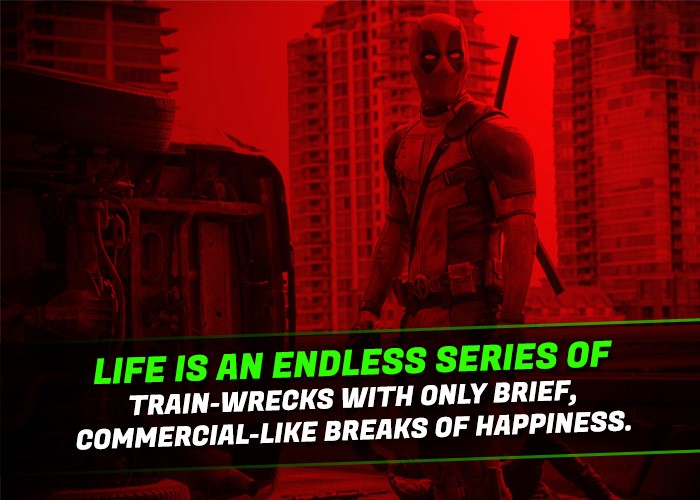 LIFE IS AN ENDLESS SERIES OF
TRAIN-WRECKS WITH ONLY BRIEF,
COMMERCIAL-LIKE BREAKS OF HAPPINESS.